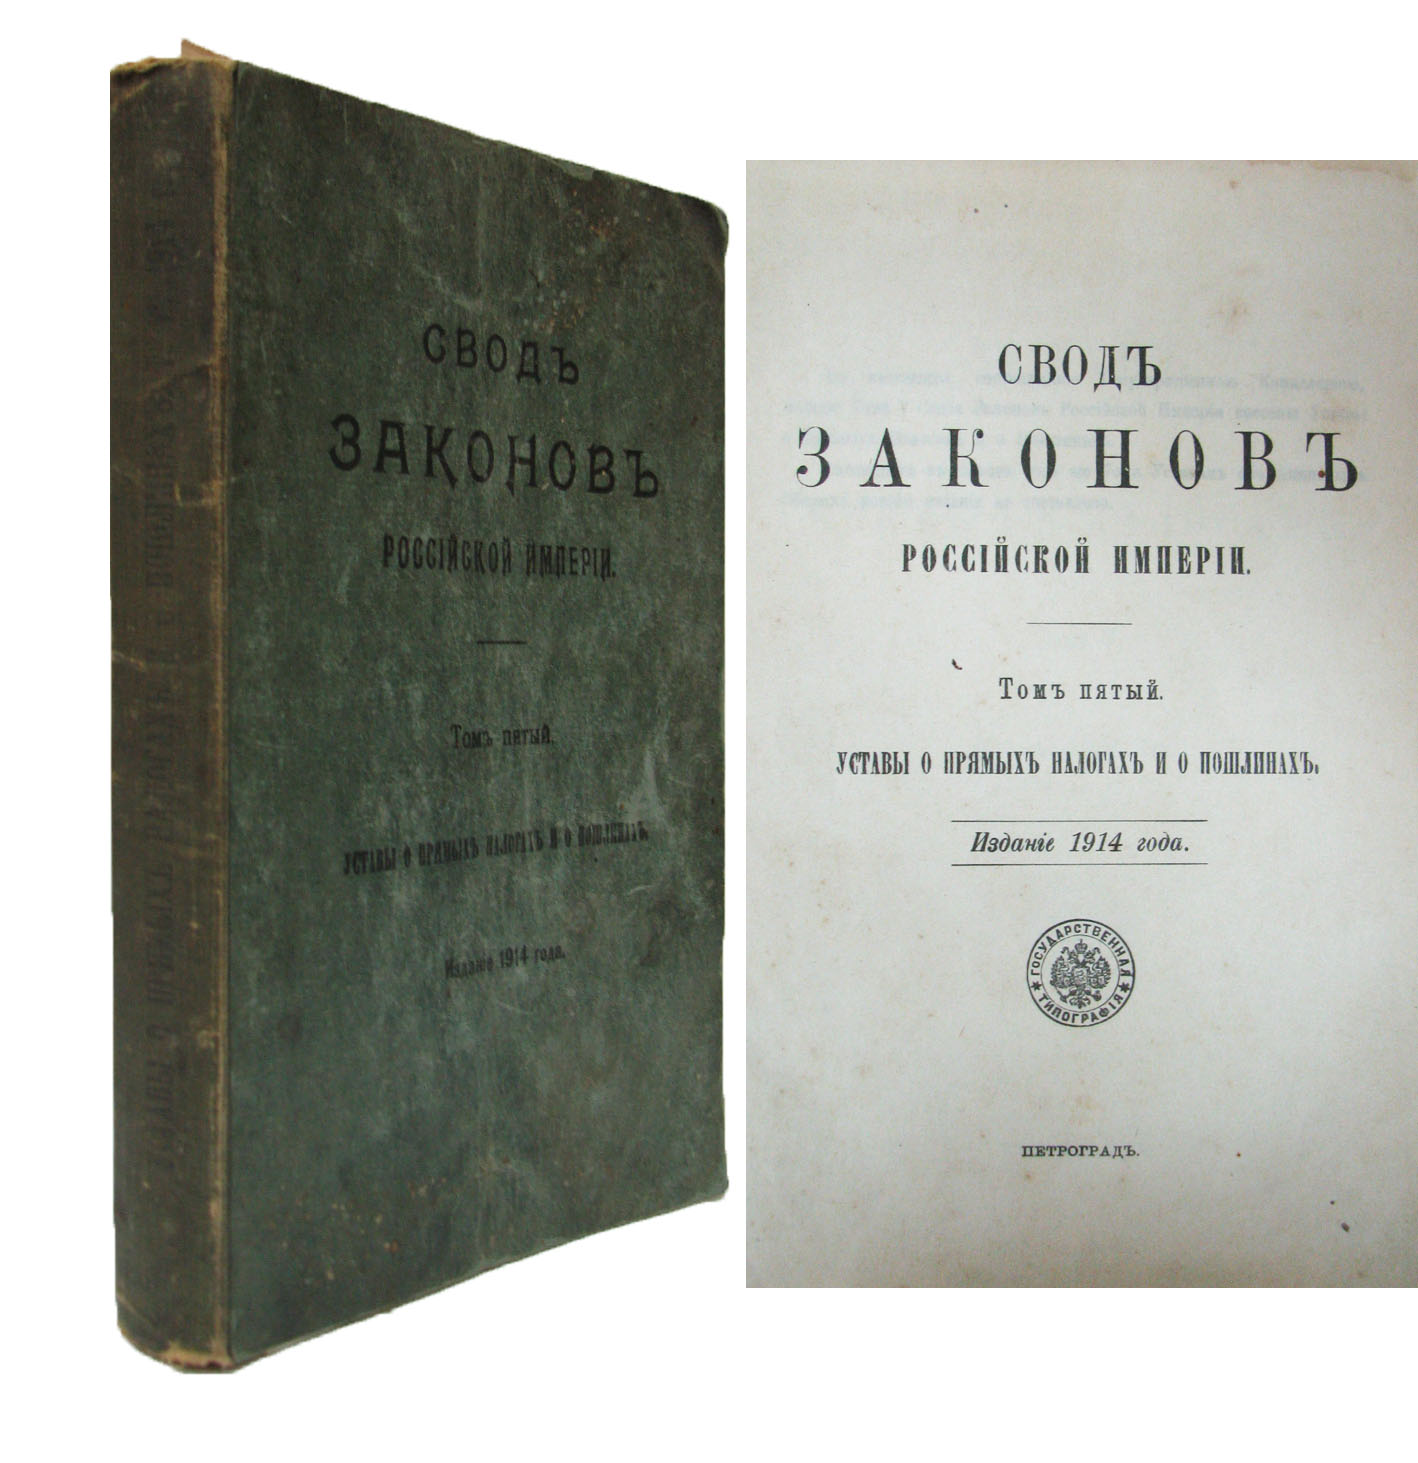 СВОДЪ
ЗАКОНОВЪ
РОССІЙСКОЙ ИМПЕРІИ.
Томъ пятый.
УСТАВЫ О ПРЯМЫХЪ НАЛОГАХЪ И О ПОШЛИНАХЪ.
Изданіе 1914 года.
СВОДЪ
ЗАКОНОВЪ
РОССІЙСКОЙ ИМПЕРІИ.
Томъ пятый.
УСТАВЫ О ПРЯМЫХЪ НАЛОГАХЪ И О ПОШЛИНАХЪ.
Изданіе 1914 года.
ГОСУДАРСТВЕННАЯ
ТИПОГРАФІЯ
ПЕТРОГРАДЪ.